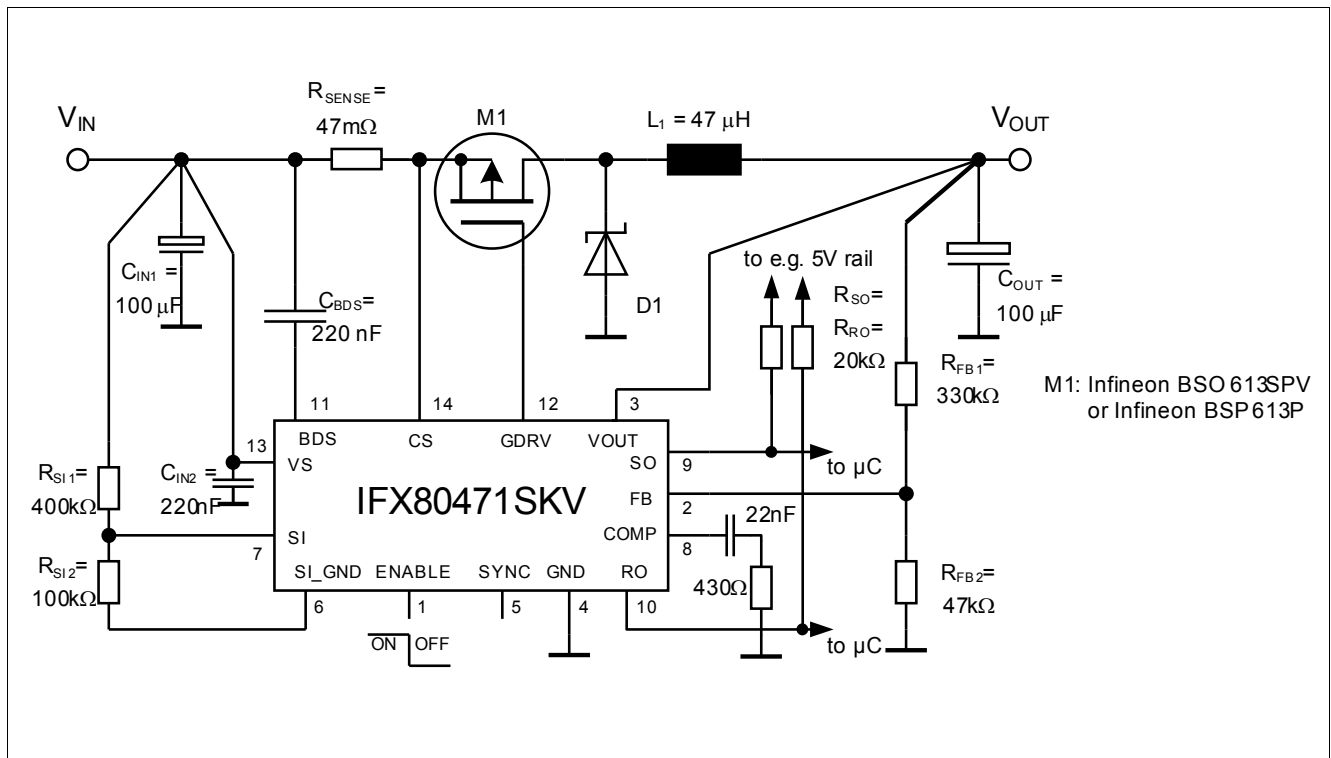 R_SENSE =
47mΩ
M1
L₁ = 47 µH
V_IN
V_OUT
C_IN1 =
100 µF
C_BDS =
220 nF
D1
to e.g. 5V rail
R_SO=
R_RO=
20kΩ
C_OUT =
100 µF
R_FB1=
330kΩ
M1: Infineon BSO 613SPV
or Infineon BSP613P
11
14
12
3
13
BDS
CS
GDRV
VOUT
VS
SO
9
to µC
R_SI1=
400kΩ
C_IN2 =
220nF
IFX80471SKV
FB
2
22nF
SI
7
COMP
8
R_SI2=
100kΩ
SI_GND
ENABLE
SYNC
GND
RO
430Ω
R_FB2=
47kΩ
6
1
5
4
10
ON
OFF
to µC